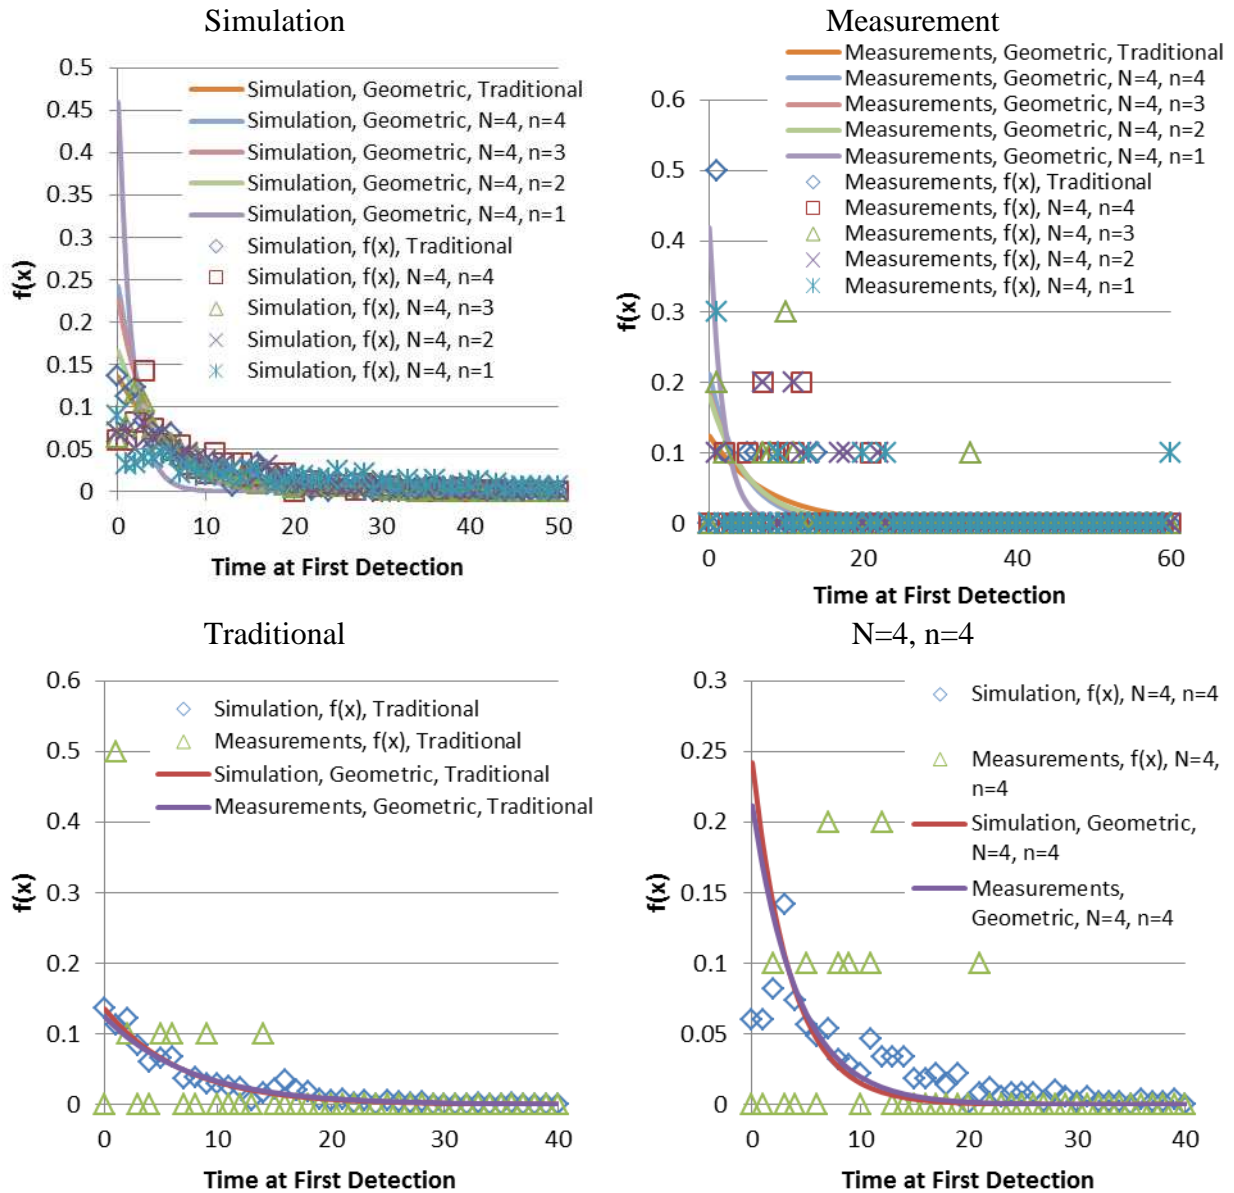 Simulation
0.5
0.45
0.4
0.35
0.3
0.25
0.2
0.15
0.1
0.05
0
f(x)
Simulation, Geometric, Traditional
Simulation, Geometric, N=4, n=4
Simulation, Geometric, N=4, n=3
Simulation, Geometric, N=4, n=2
Simulation, Geometric, N=4, n=1
Simulation, f(x), Traditional
Simulation, f(x), N=4, n=4
Simulation, f(x), N=4, n=3
Simulation, f(x), N=4, n=2
Simulation, f(x), N=4, n=1
0 10 20 30 40 50
Time at First Detection
Measurement
Measurements, Geometric, Traditional
Measurements, Geometric, N=4, n=4
Measurements, Geometric, N=4, n=3
Measurements, Geometric, N=4, n=2
Measurements, Geometric, N=4, n=1
Measurements, f(x), Traditional
Measurements, f(x), N=4, n=4
Measurements, f(x), N=4, n=3
Measurements, f(x), N=4, n=2
Measurements, f(x), N=4, n=1
0.6
0.5
0.4
0.3
0.2
0.1
0
f(x)
0 20 40 60
Time at First Detection
Traditional
0.6
0.5
0.4
0.3
0.2
0.1
0
f(x)
Simulation, f(x), Traditional
Measurements, f(x), Traditional
Simulation, Geometric, Traditional
Measurements, Geometric, Traditional
0 10 20 30 40
Time at First Detection
N=4, n=4
0.3
0.25
0.2
0.15
0.1
0.05
0
f(x)
Simulation, f(x), N=4, n=4
Measurements, f(x), N=4,
n=4
Simulation, Geometric,
N=4, n=4
Measurements,
Geometric, N=4, n=4
0 10 20 30 40
Time at First Detection